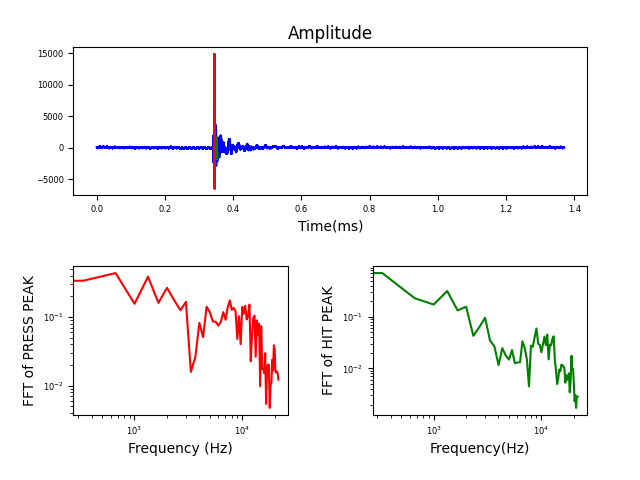 Amplitude
15000
10000
5000
0
−5000
0.0 0.2 0.4 0.6 0.8 1.0 1.2 1.4
Time(ms)
FFT of PRESS PEAK
10⁻¹
10⁻²
10³ 10⁴
Frequency (Hz)
FFT of HIT PEAK
10⁻¹
10⁻²
10³ 10⁴
Frequency(Hz)